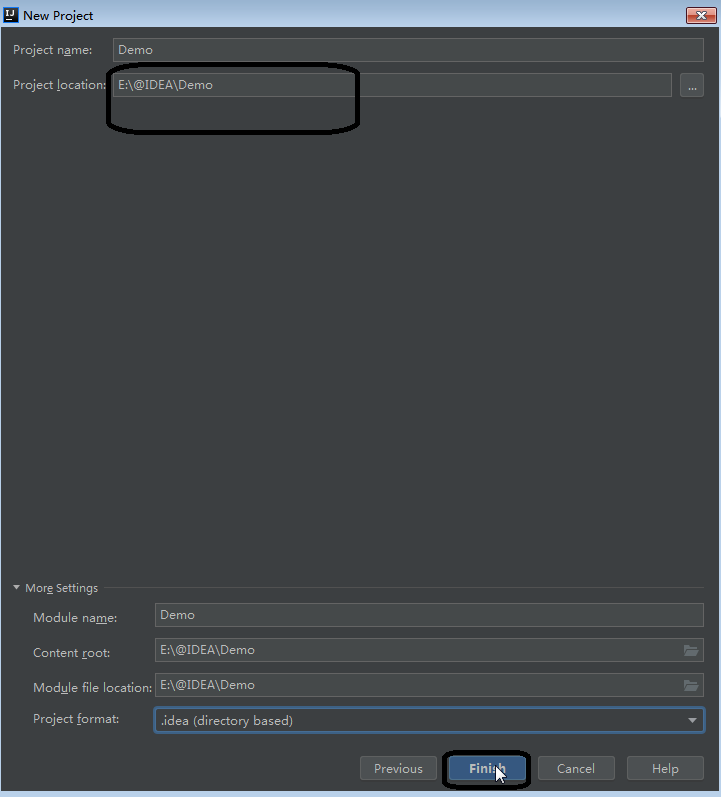 IJ New Project
Project name: Demo
Project location: E:\@IDEA\Demo ...
More Settings
Module name: Demo
Content root: E:\@IDEA\Demo
Module file location: E:\@IDEA\Demo
Project format: .idea (directory based)
Previous Finish Cancel Help